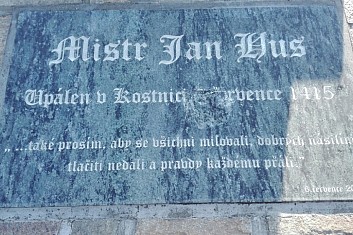 Mistr Jan Hus
Upálen v Kostnici července 1415
„ ...také prosím, aby se všichni milovali, dobrých násilím
tlačiti nedali a pravdy každému přáli."
6. července